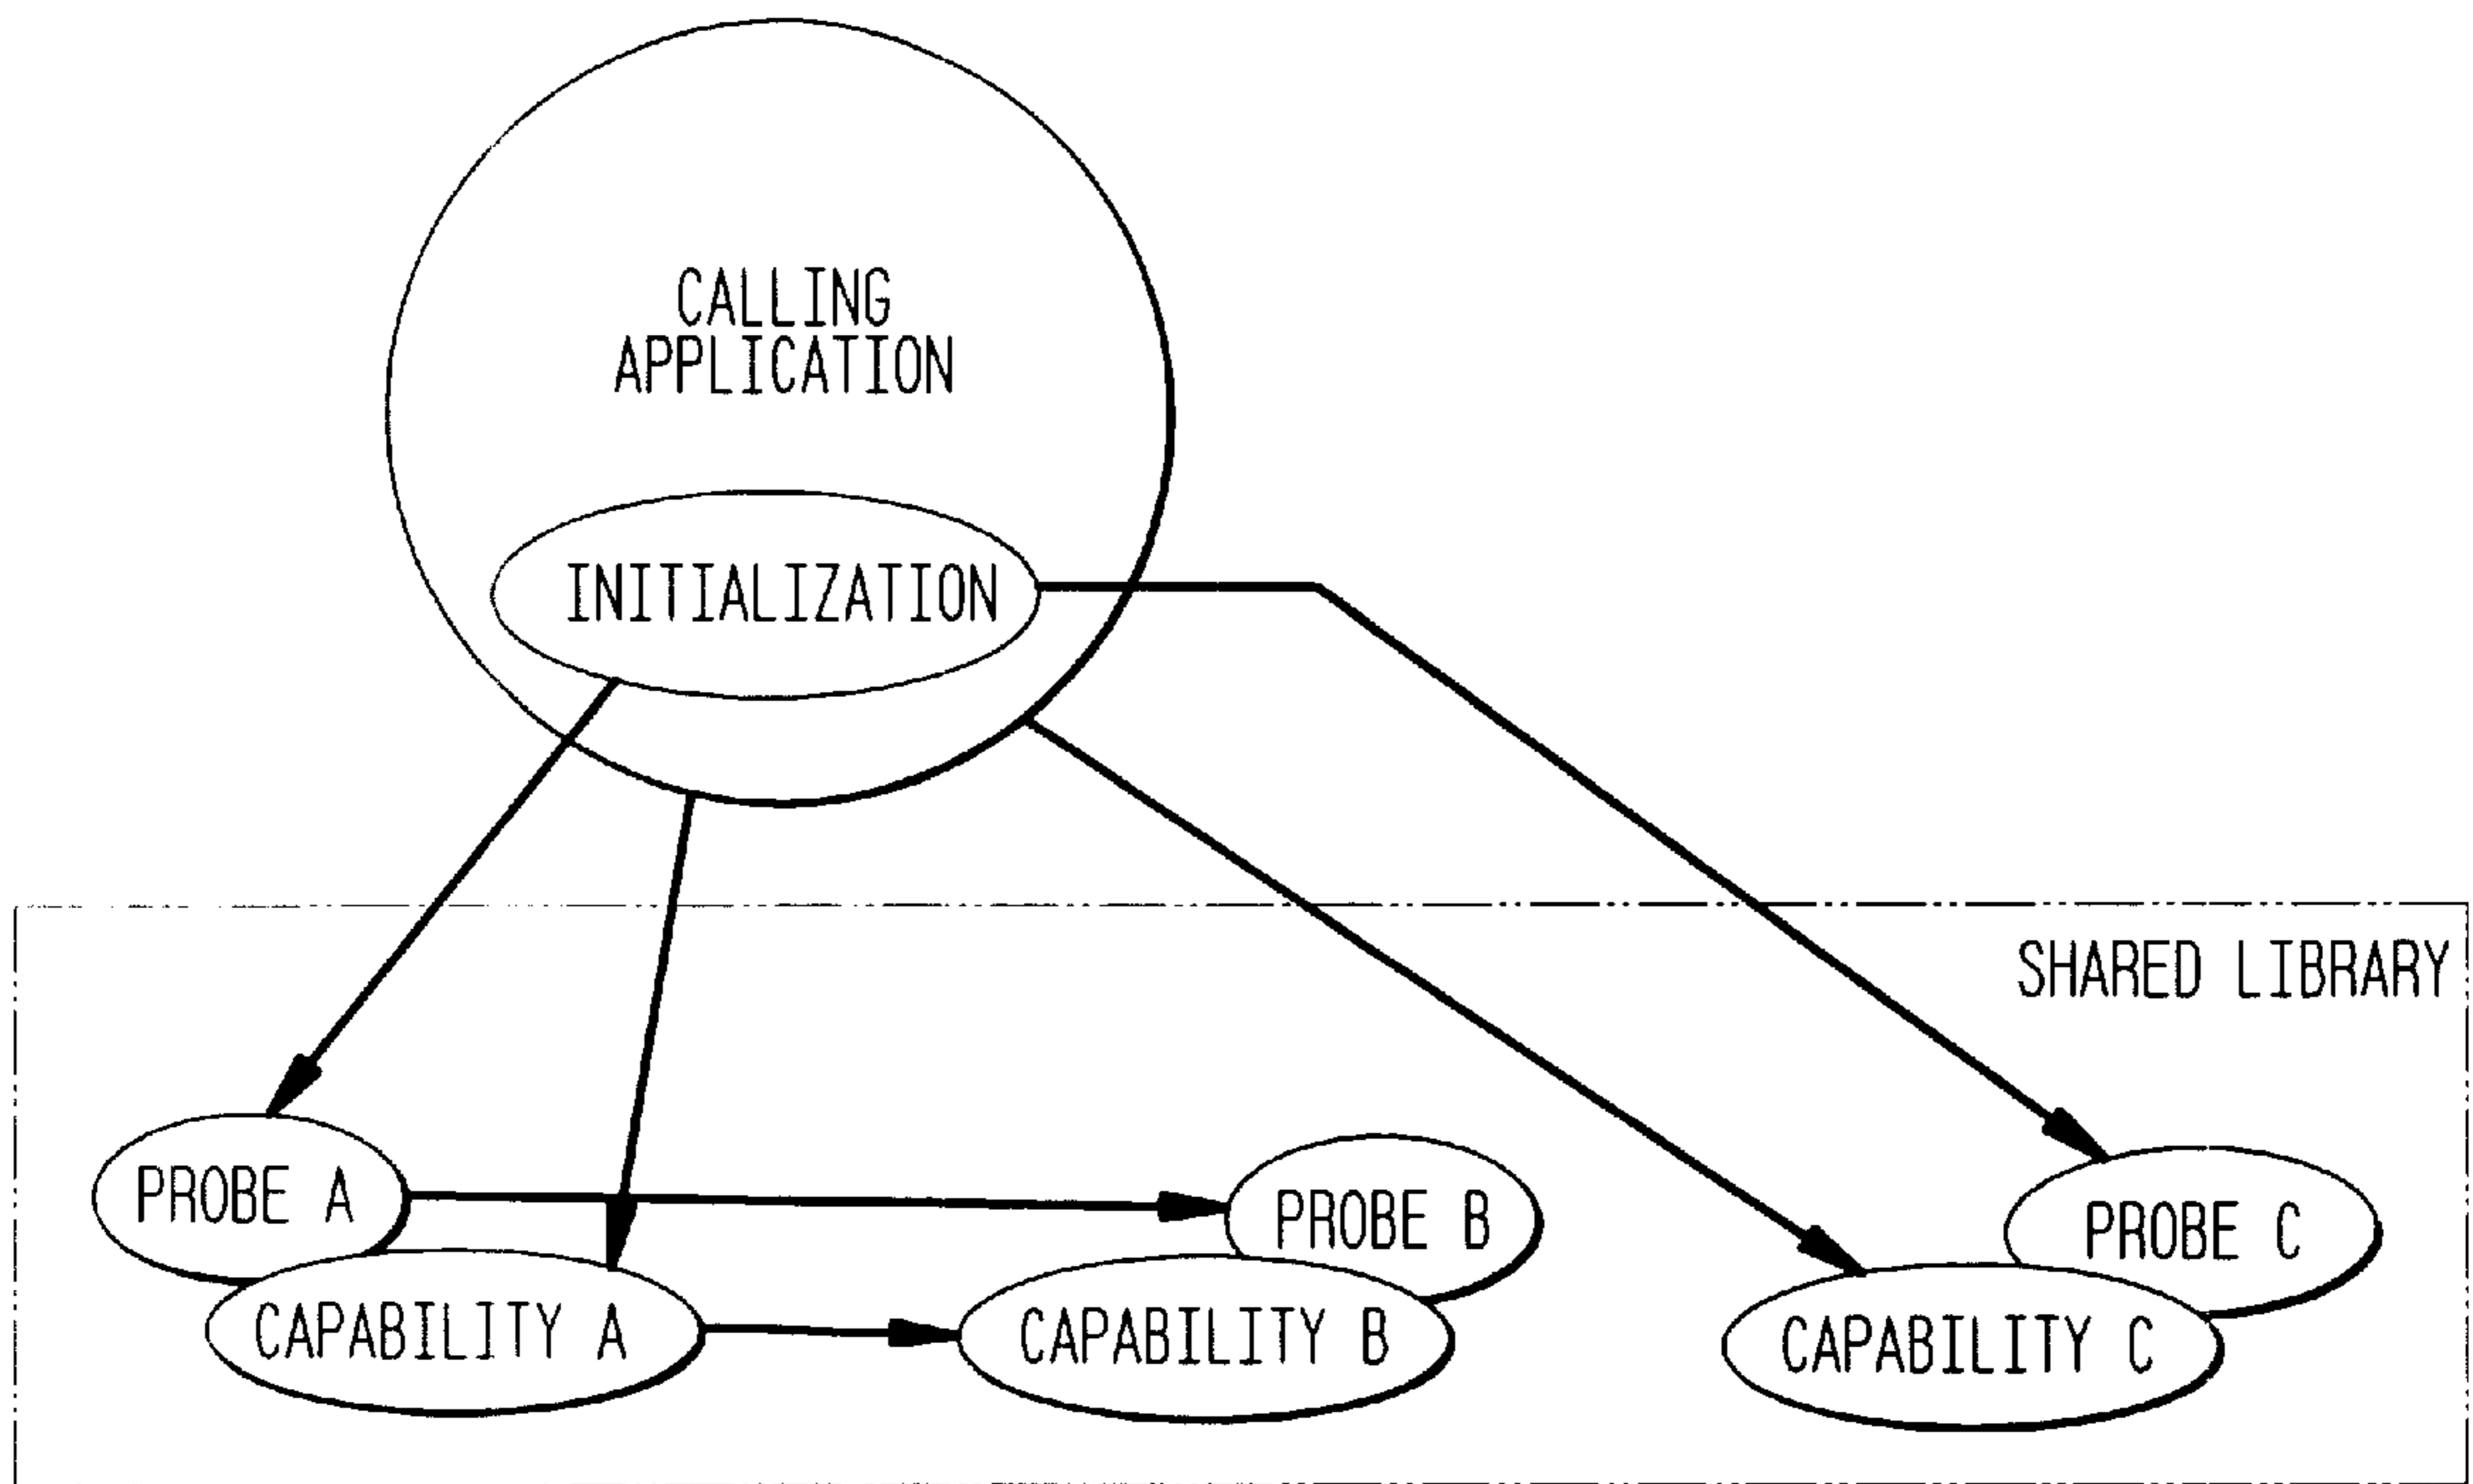 CALLING
APPLICATION
INITIALIZATION
SHARED LIBRARY
PROBE A
PROBE B
PROBE C
CAPABILITY A
CAPABILITY B
CAPABILITY C